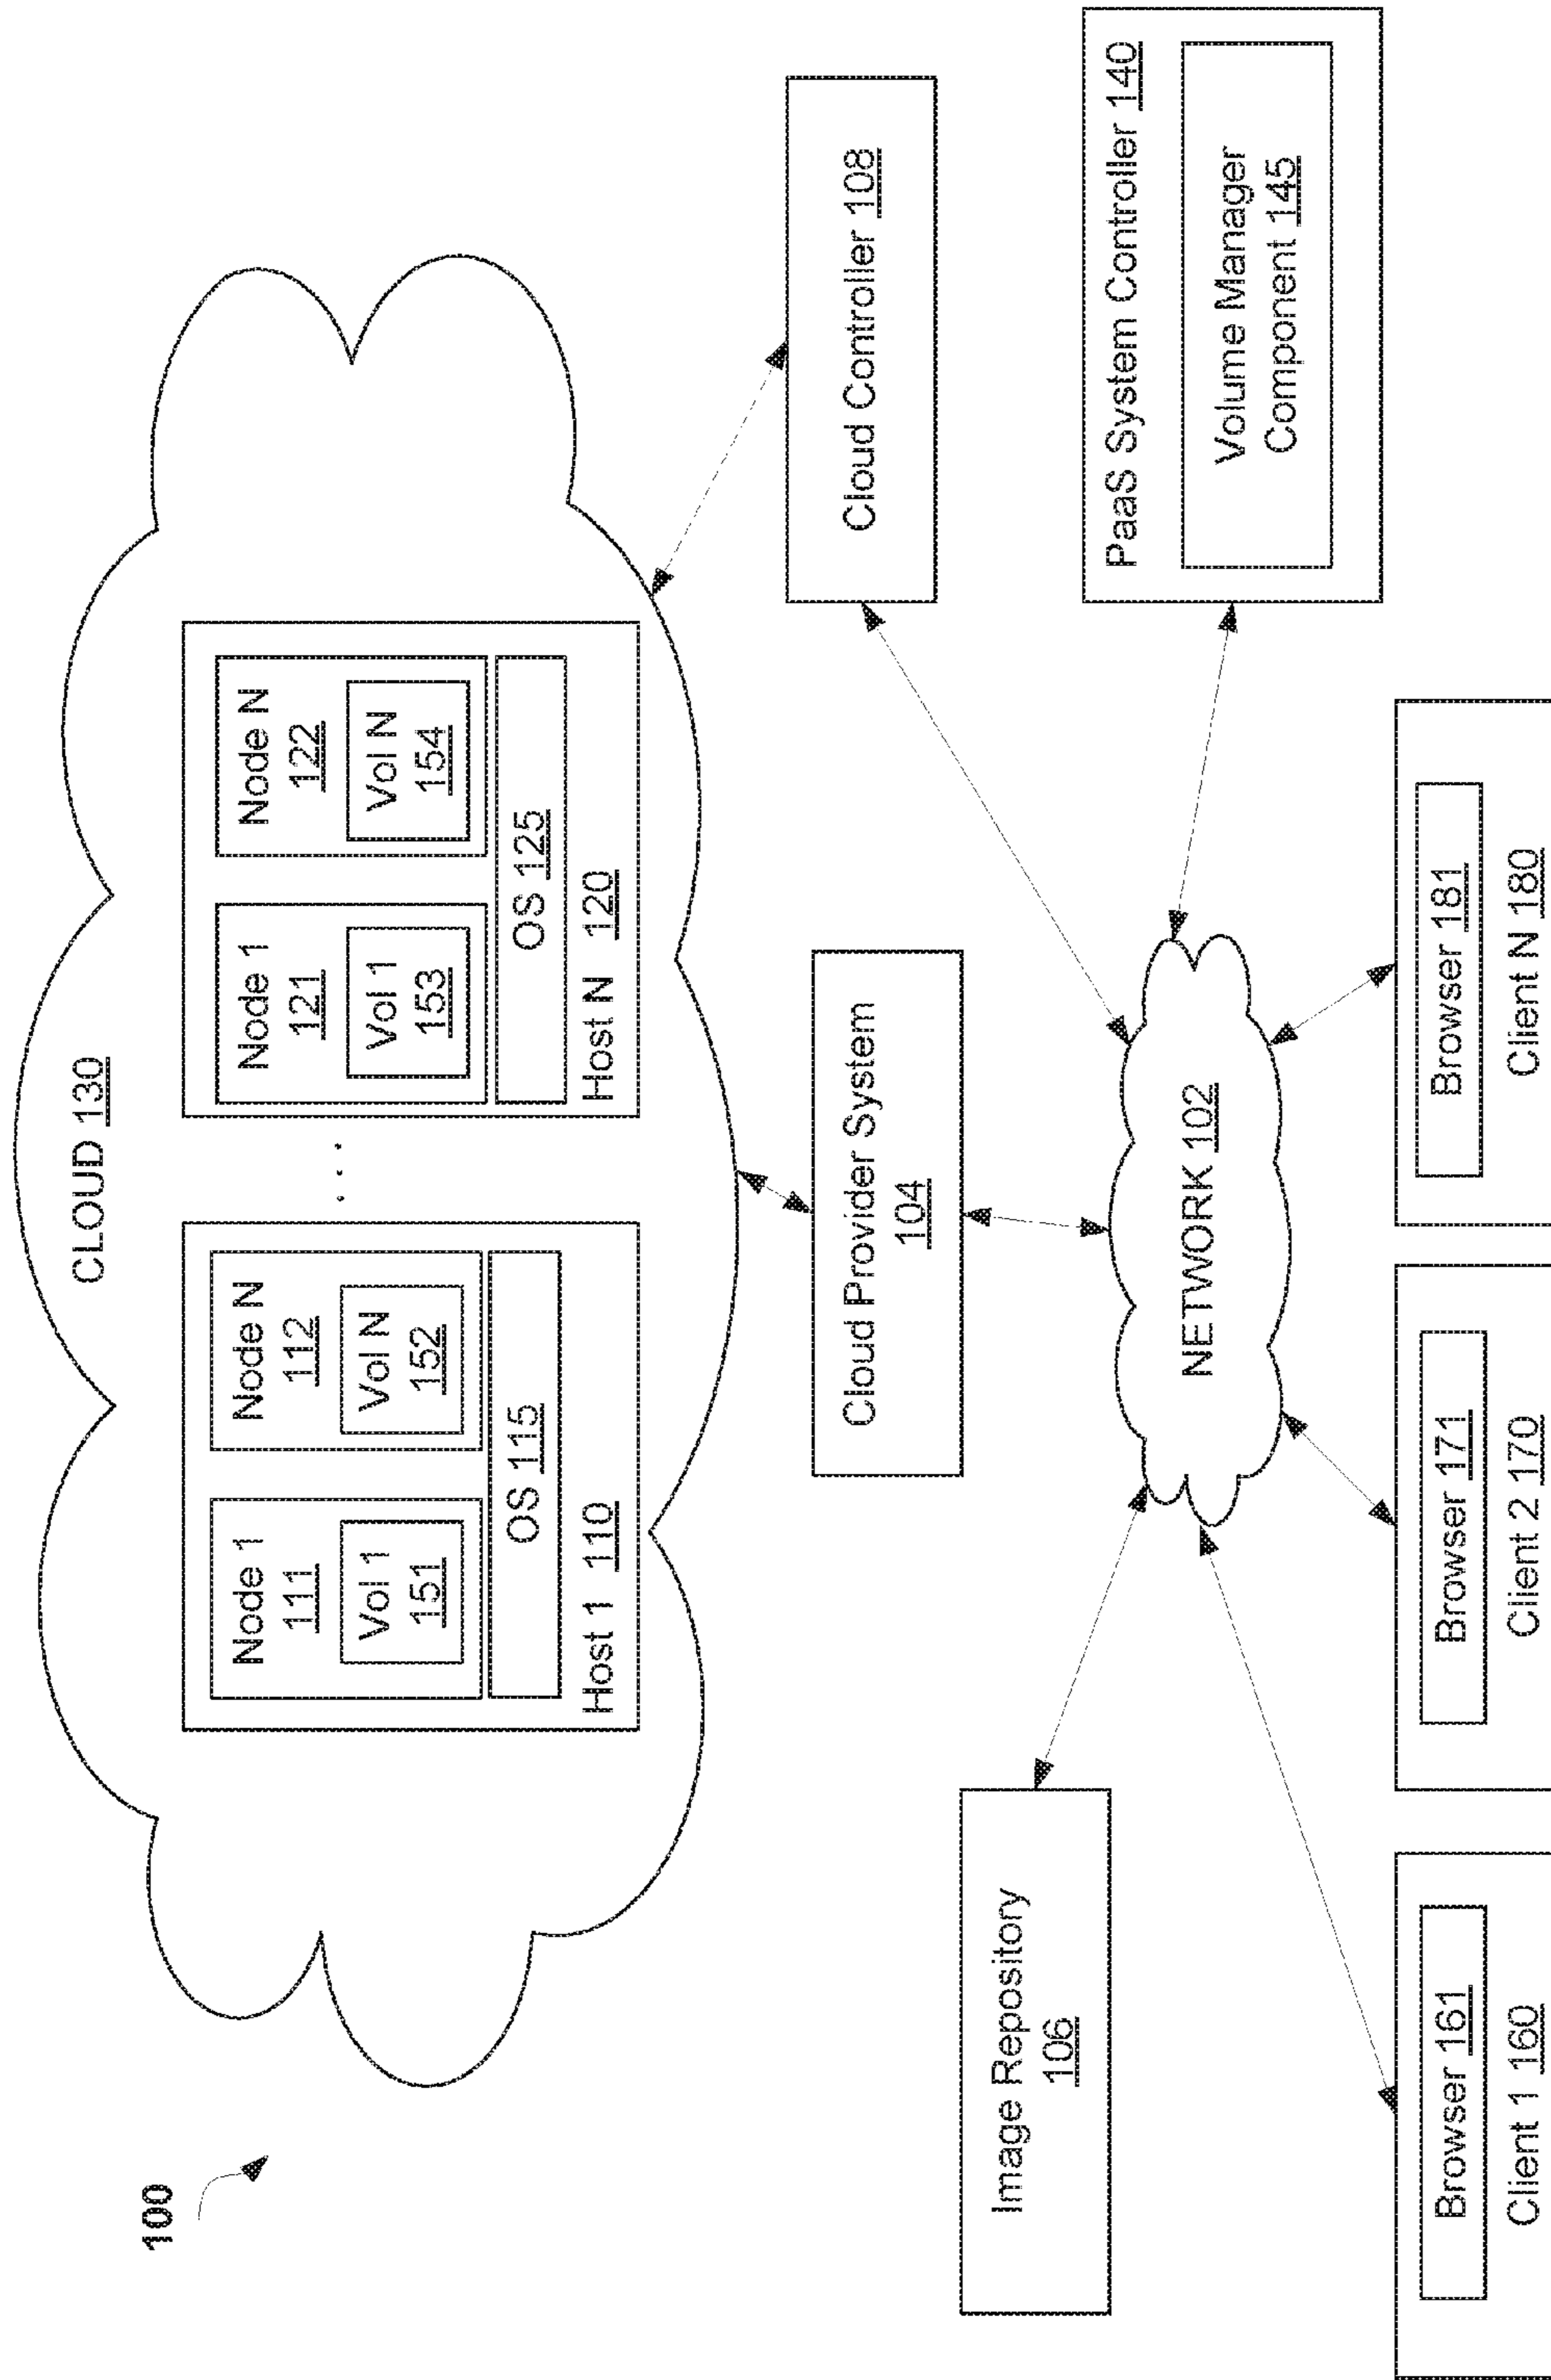 100
CLOUD 130
Node 1
111
Vol 1
151
Node N
112
Vol N
152
OS 115
Host 1 110
. . .
Node 1
121
Vol 1
153
Node N
122
Vol N
154
OS 125
Host N 120
Cloud Provider System
104
Cloud Controller 108
Image Repository
106
NETWORK 102
PaaS System Controller 140
Volume Manager
Component 145
Browser 161
Client 1 160
Browser 171
Client 2 170
Browser 181
Client N 180